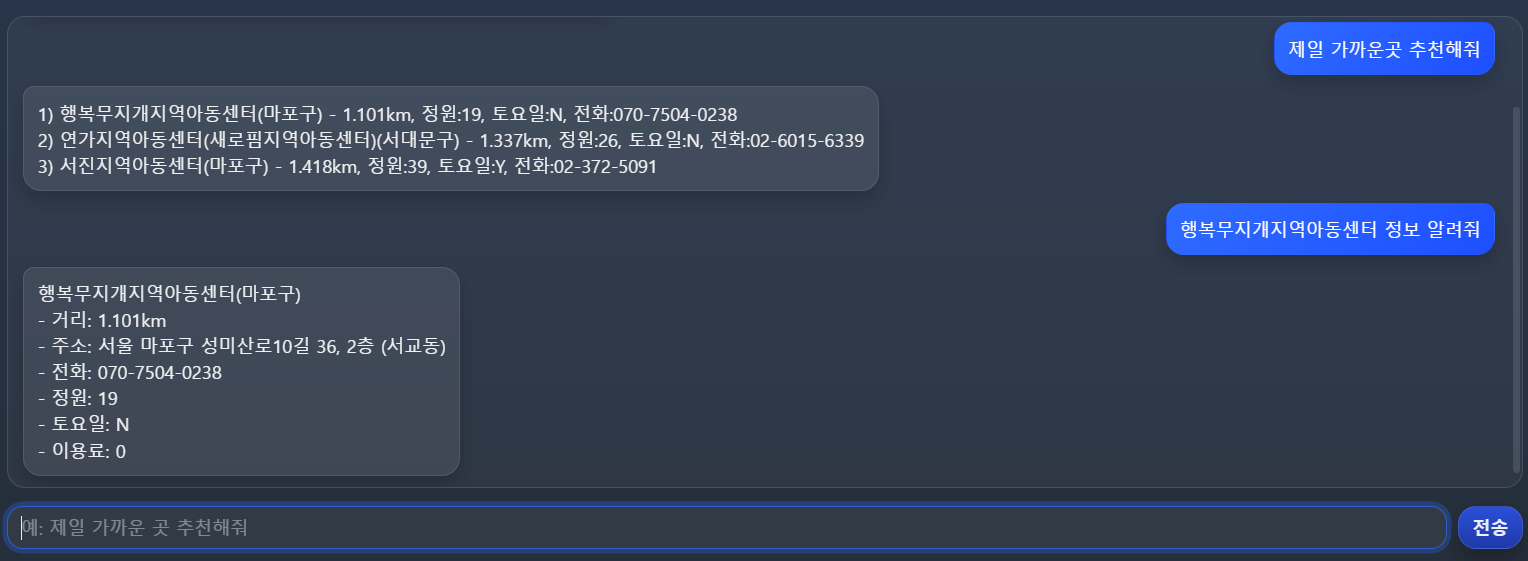 제일 가까운곳 추천해줘
1) 행복무지개지역아동센터(마포구) - 1.101km, 정원:19, 토요일:N, 전화:070-7504-0238
2) 연가지역아동센터(새로핌지역아동센터)(서대문구) - 1.337km, 정원:26, 토요일:N, 전화:02-6015-6339
3) 서진지역아동센터(마포구) - 1.418km, 정원:39, 토요일:Y, 전화:02-372-5091
행복무지개지역아동센터 정보 알려줘
행복무지개지역아동센터(마포구)
- 거리: 1.101km
- 주소: 서울 마포구 성미산로10길 36, 2층 (서교동)
- 전화: 070-7504-0238
- 정원: 19
- 토요일: N
- 이용료: 0
예: 제일 가까운 곳 추천해줘
전송